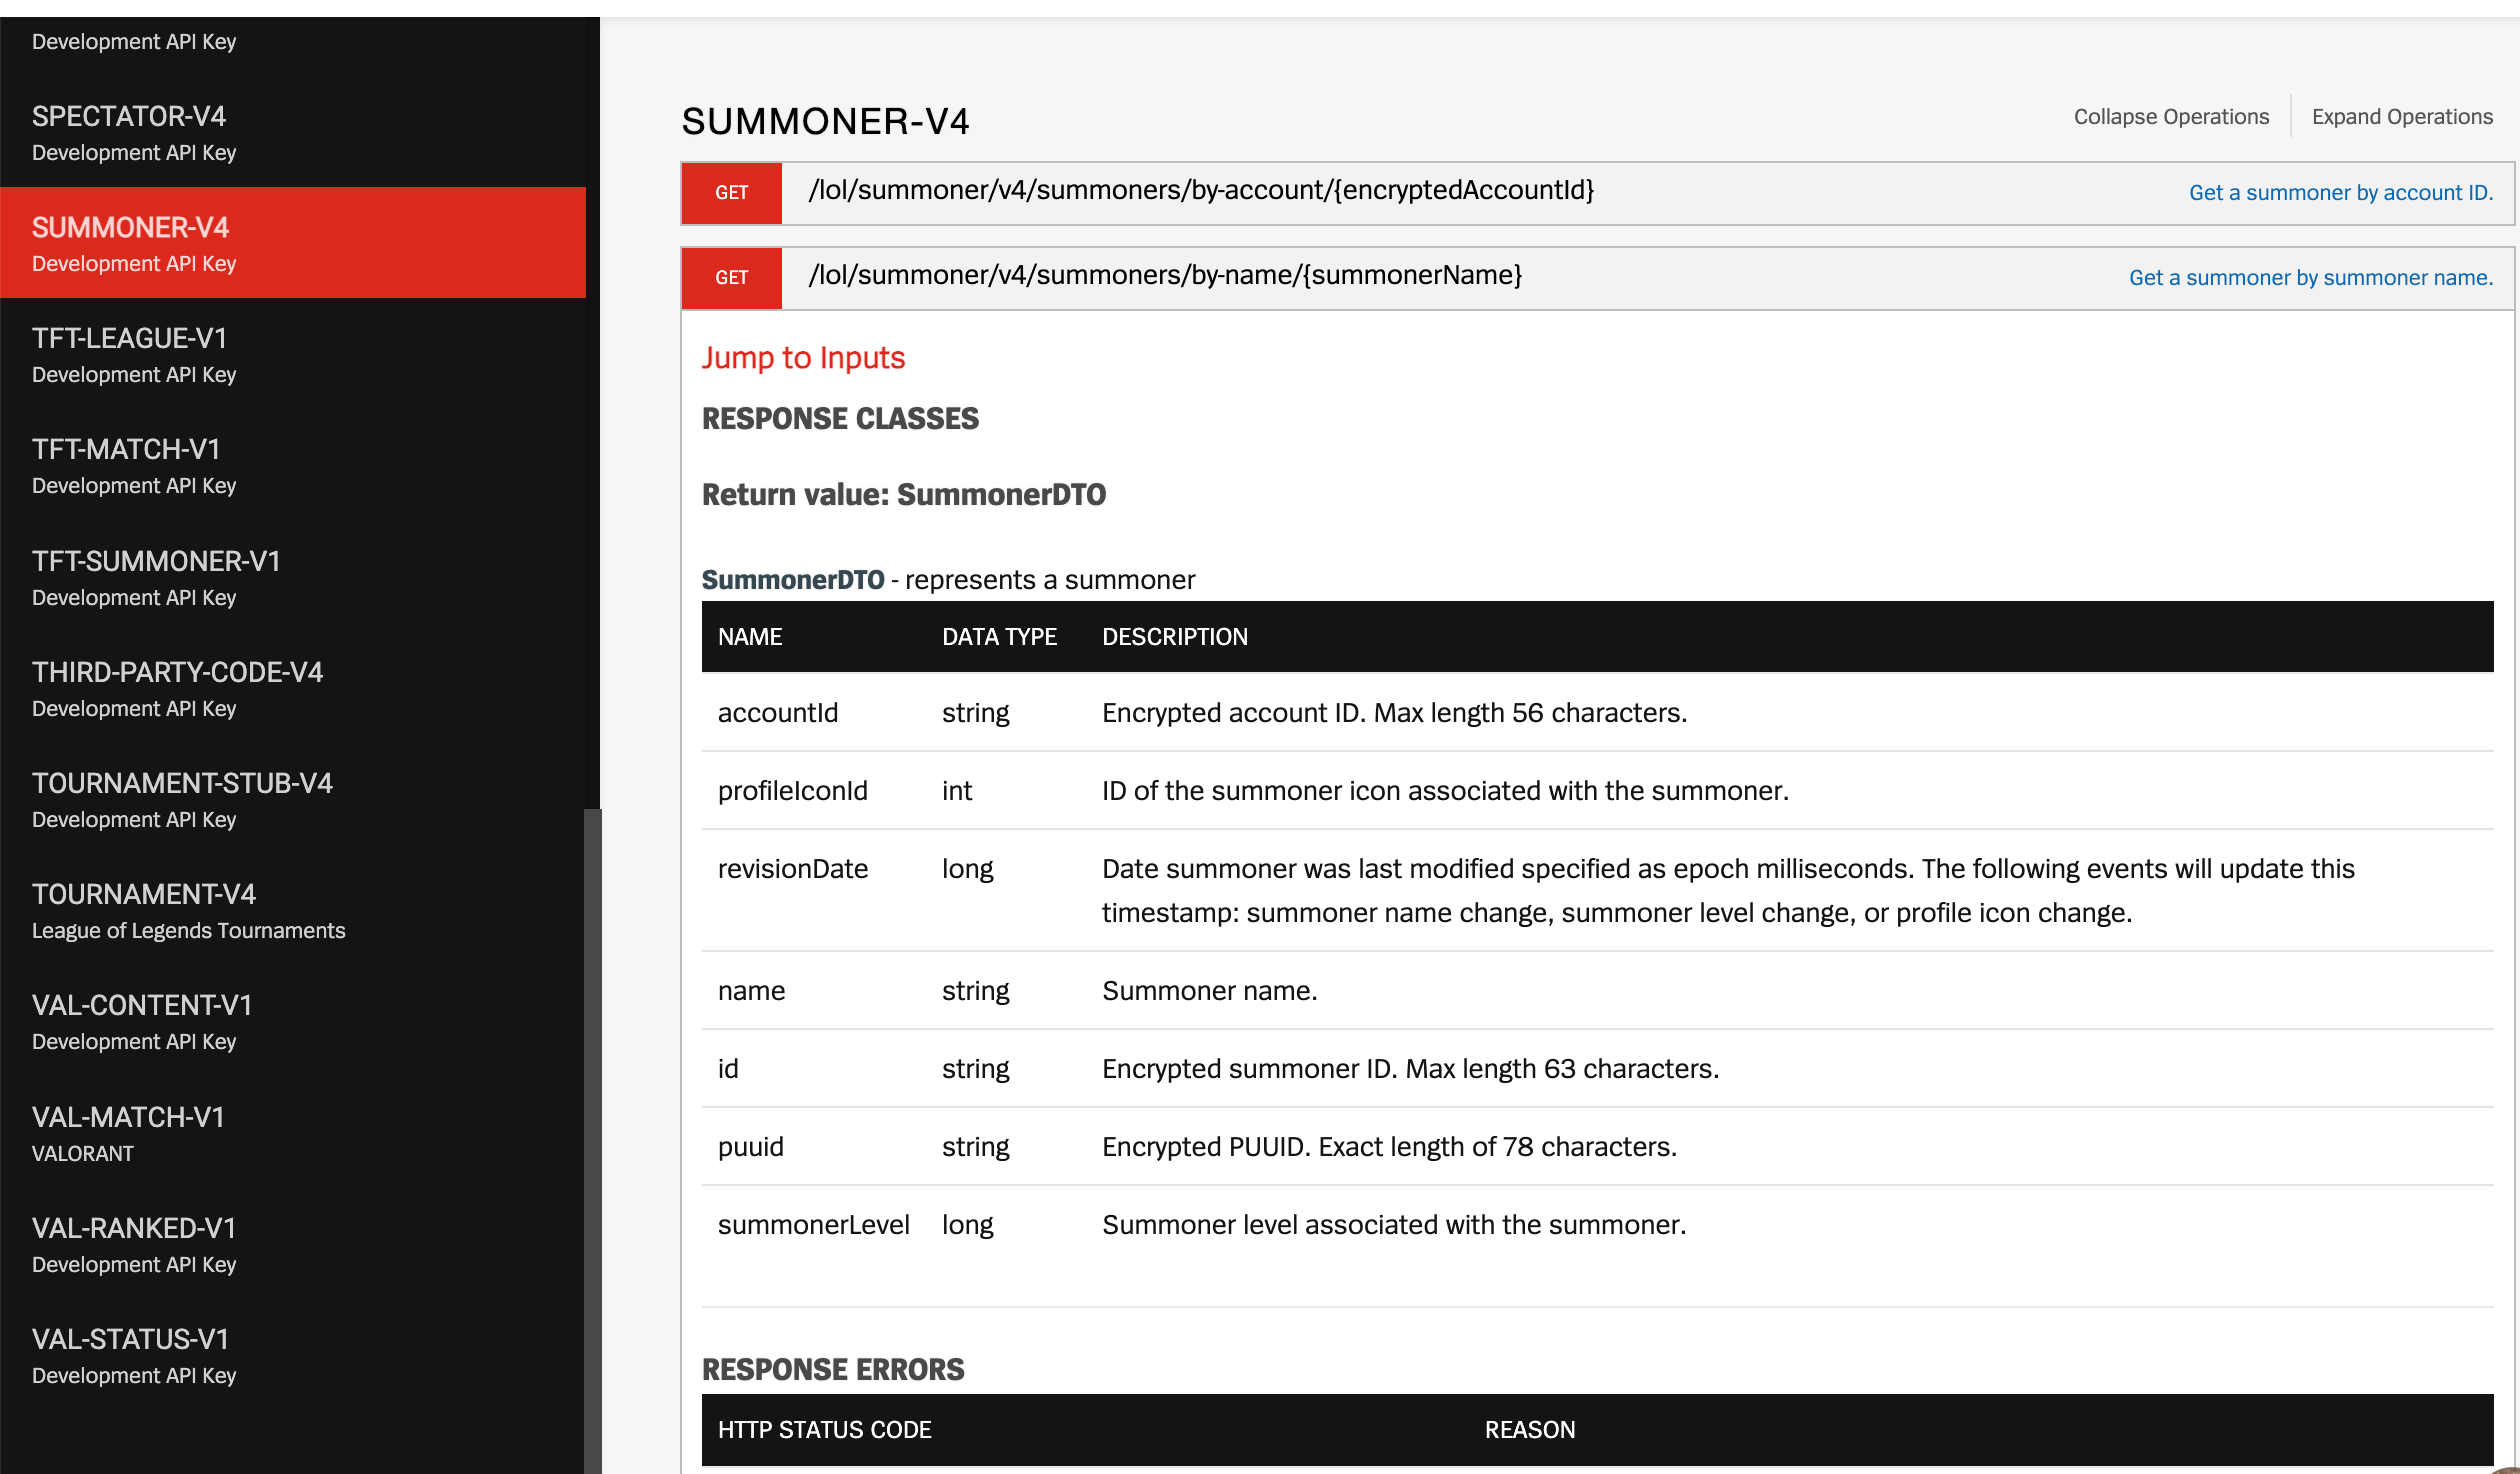 Development API Key
SPECTATOR-V4
Development API Key
SUMMONER-V4
Development API Key
TFT-LEAGUE-V1
Development API Key
TFT-MATCH-V1
Development API Key
TFT-SUMMONER-V1
Development API Key
THIRD-PARTY-CODE-V4
Development API Key
TOURNAMENT-STUB-V4
Development API Key
TOURNAMENT-V4
League of Legends Tournaments
VAL-CONTENT-V1
Development API Key
VAL-MATCH-V1
VALORANT
VAL-RANKED-V1
Development API Key
VAL-STATUS-V1
Development API Key
SUMMONER-V4
Collapse Operations Expand Operations
GET /lol/summoner/v4/summoners/by-account/{encryptedAccountId} Get a summoner by account ID.
GET /lol/summoner/v4/summoners/by-name/{summonerName} Get a summoner by summoner name.
Jump to Inputs
RESPONSE CLASSES
Return value: SummonerDTO
SummonerDTO - represents a summoner
NAME DATA TYPE DESCRIPTION
accountId string Encrypted account ID. Max length 56 characters.
profileIconId int ID of the summoner icon associated with the summoner.
revisionDate long Date summoner was last modified specified as epoch milliseconds. The following events will update this
timestamp: summoner name change, summoner level change, or profile icon change.
name string Summoner name.
id string Encrypted summoner ID. Max length 63 characters.
puuid string Encrypted PUUID. Exact length of 78 characters.
summonerLevel long Summoner level associated with the summoner.
RESPONSE ERRORS
HTTP STATUS CODE REASON